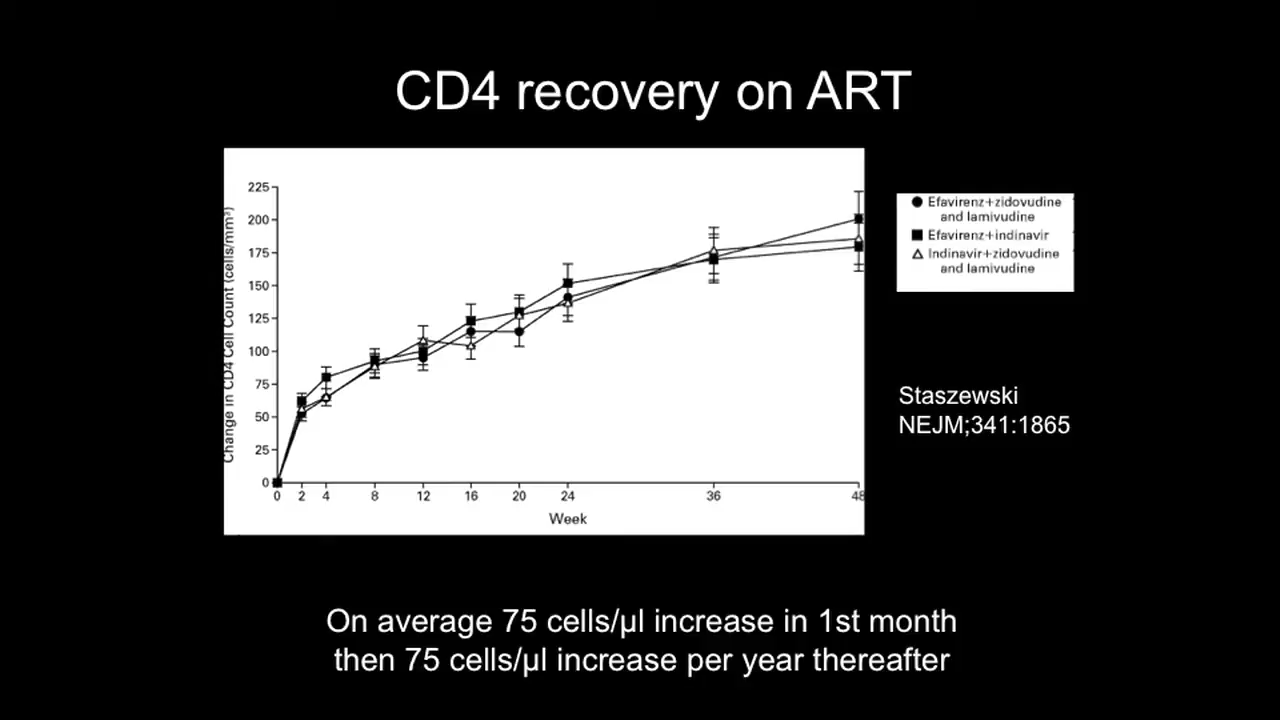 CD4 recovery on ART
Change in CD4 Cell Count (cells/mm³)
225
200
175
150
125
100
75
50
25
0
0 2 4 8 12 16 20 24 36 48
Week
Efavirenz+zidovudine
and lamivudine
Efavirenz+indinavir
Indinavir+zidovudine
and lamivudine
Staszewski
NEJM;341:1865
On average 75 cells/µl increase in 1st month
then 75 cells/µl increase per year thereafter